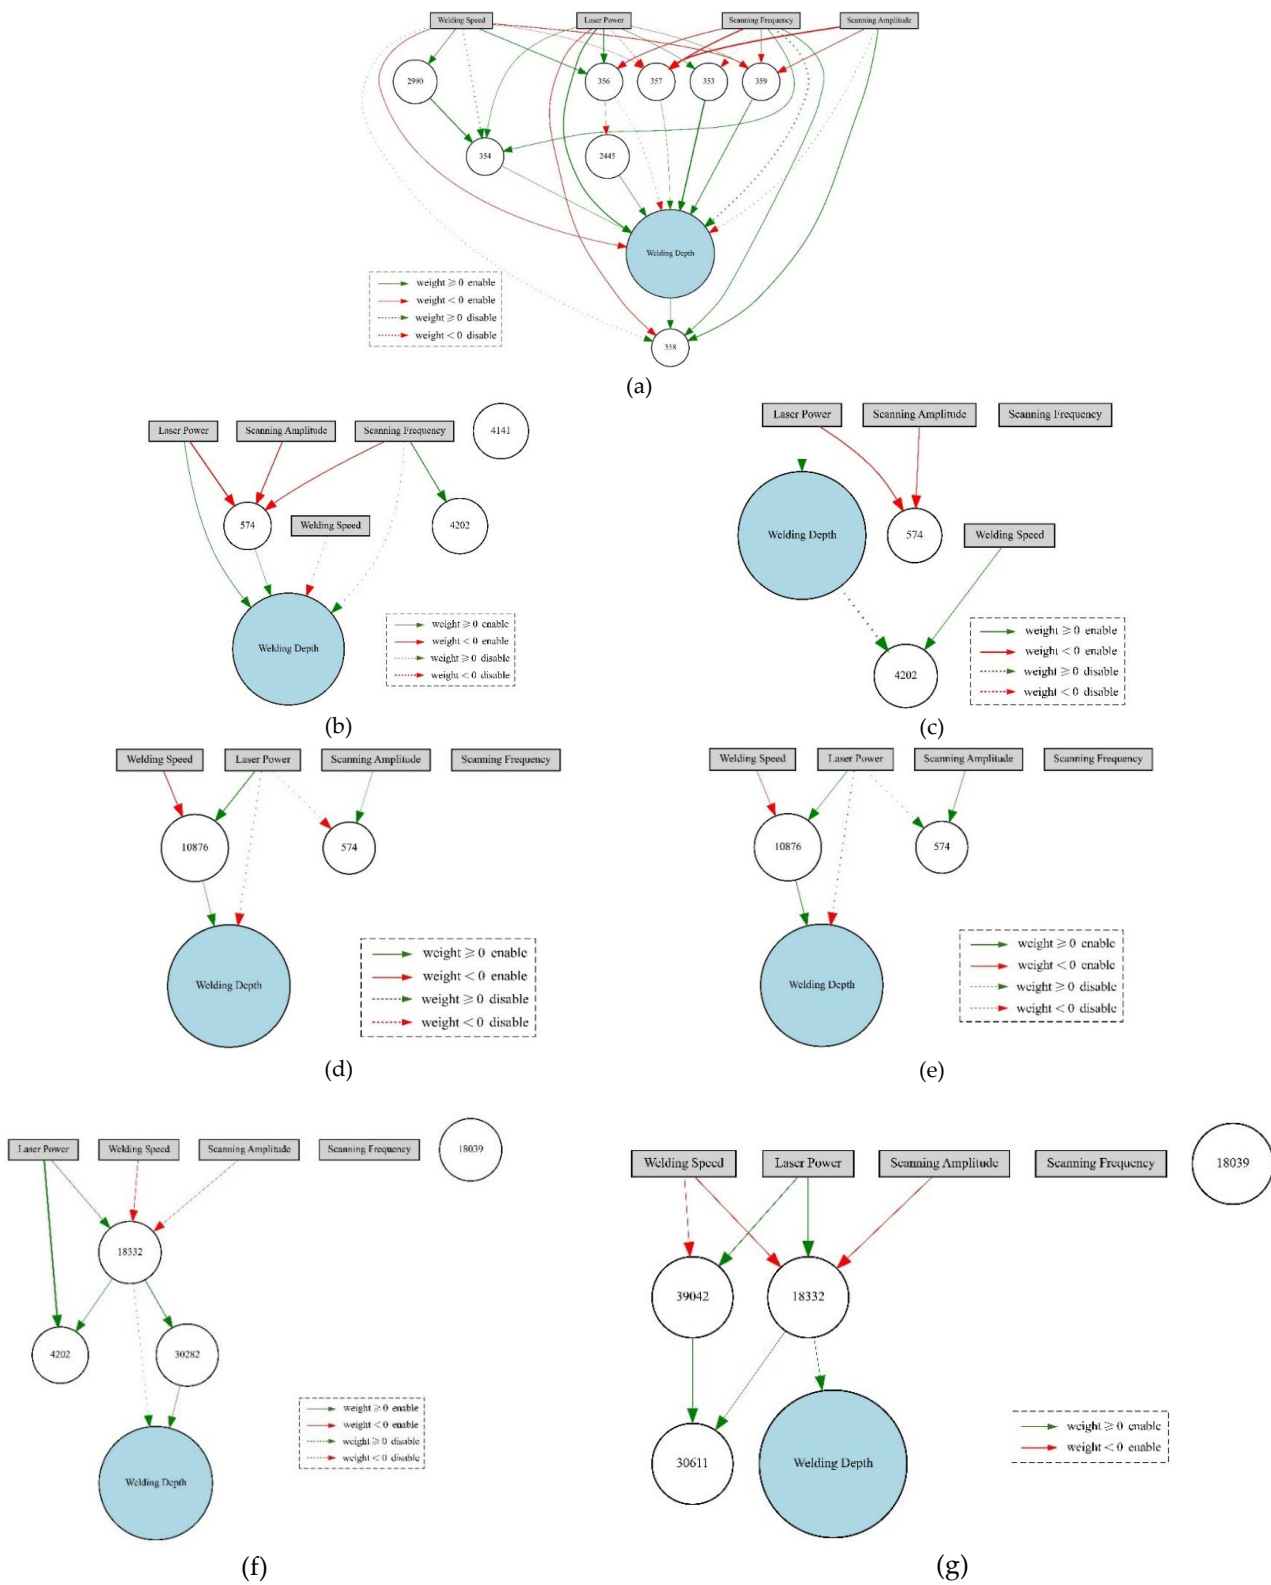 Welding Speed
Laser Power
Scanning Frequency
Scanning Amplitude
2990
356
357
353
359
354
2445
Welding Depth
weight ≥ 0 enable
weight < 0 enable
weight ≥ 0 disable
weight < 0 disable
358
(a)
Laser Power
Scanning Amplitude
Scanning Frequency
4141
574
Welding Speed
4202
Welding Depth
weight ≥ 0 enable
weight < 0 enable
weight ≥ 0 disable
weight < 0 disable
(b)
Laser Power
Scanning Amplitude
Scanning Frequency
Welding Depth
574
Welding Speed
4202
weight ≥ 0 enable
weight < 0 enable
weight ≥ 0 disable
weight < 0 disable
(c)
Welding Speed
Laser Power
Scanning Amplitude
Scanning Frequency
10876
574
Welding Depth
weight ≥ 0 enable
weight < 0 enable
weight ≥ 0 disable
weight < 0 disable
(d)
Welding Speed
Laser Power
Scanning Amplitude
Scanning Frequency
10876
574
Welding Depth
weight ≥ 0 enable
weight < 0 enable
weight ≥ 0 disable
weight < 0 disable
(e)
Laser Power
Welding Speed
Scanning Amplitude
Scanning Frequency
18039
18332
4202
30282
Welding Depth
weight ≥ 0 enable
weight < 0 enable
weight ≥ 0 disable
weight < 0 disable
(f)
Welding Speed
Laser Power
Scanning Amplitude
Scanning Frequency
18039
39042
18332
30611
Welding Depth
weight ≥ 0 enable
weight < 0 enable
(g)